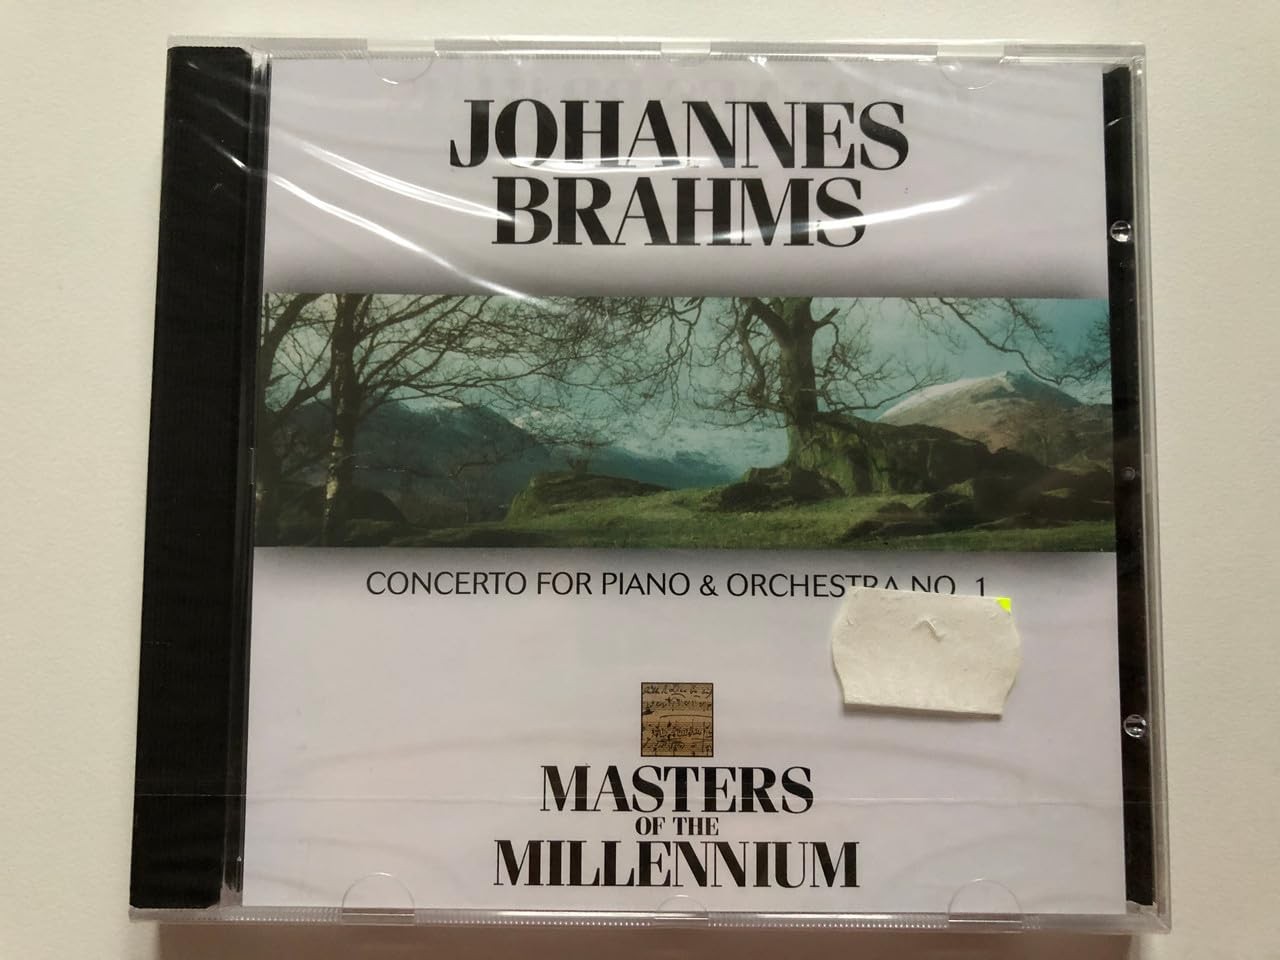 JOHANNES
BRAHMS
CONCERTO FOR PIANO & ORCHESTRA NO. 1
MASTERS
OF THE
MILLENNIUM